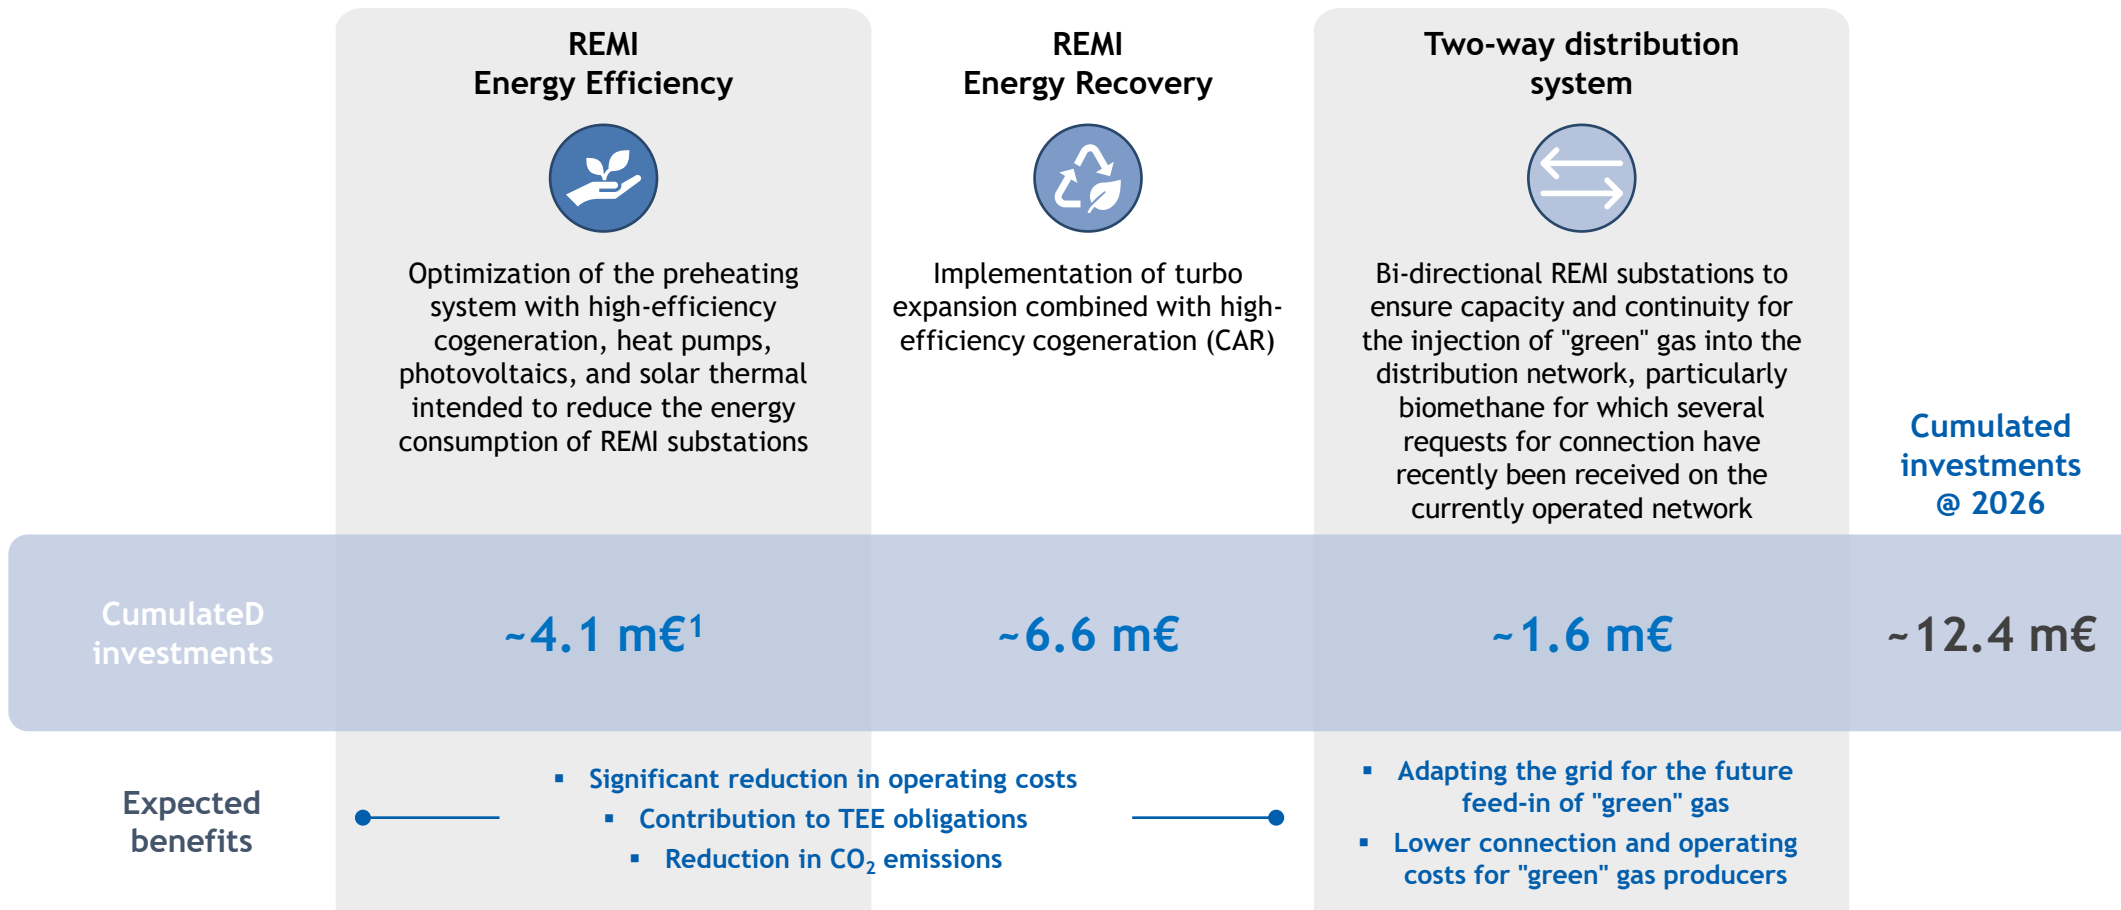 REMI
Energy Efficiency
Optimization of the preheating
system with high-efficiency
cogeneration, heat pumps,
photovoltaics, and solar thermal
intended to reduce the energy
consumption of REMI substations
REMI
Energy Recovery
Implementation of turbo
expansion combined with high-
efficiency cogeneration (CAR)
Two-way distribution
system
Bi-directional REMI substations to
ensure capacity and continuity for
the injection of "green" gas into the
distribution network, particularly
biomethane for which several
requests for connection have
recently been received on the
currently operated network
Cumulated
investments
@ 2026
CumulateD
investments
~4.1 m€¹
~6.6 m€
~1.6 m€
~12.4 m€
Expected
benefits
▪ Significant reduction in operating costs
▪ Contribution to TEE obligations
▪ Reduction in CO₂ emissions
▪ Adapting the grid for the future
feed-in of "green" gas
▪ Lower connection and operating
costs for "green" gas producers